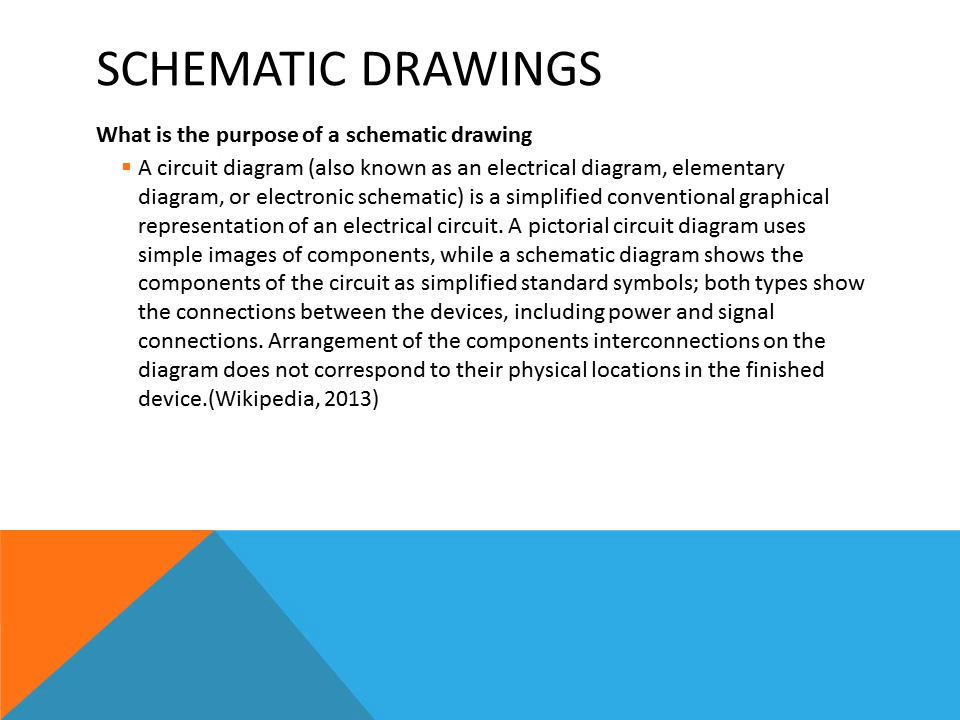 SCHEMATIC DRAWINGS
What is the purpose of a schematic drawing
A circuit diagram (also known as an electrical diagram, elementary
diagram, or electronic schematic) is a simplified conventional graphical
representation of an electrical circuit. A pictorial circuit diagram uses
simple images of components, while a schematic diagram shows the
components of the circuit as simplified standard symbols; both types show
the connections between the devices, including power and signal
connections. Arrangement of the components interconnections on the
diagram does not correspond to their physical locations in the finished
device.(Wikipedia, 2013)